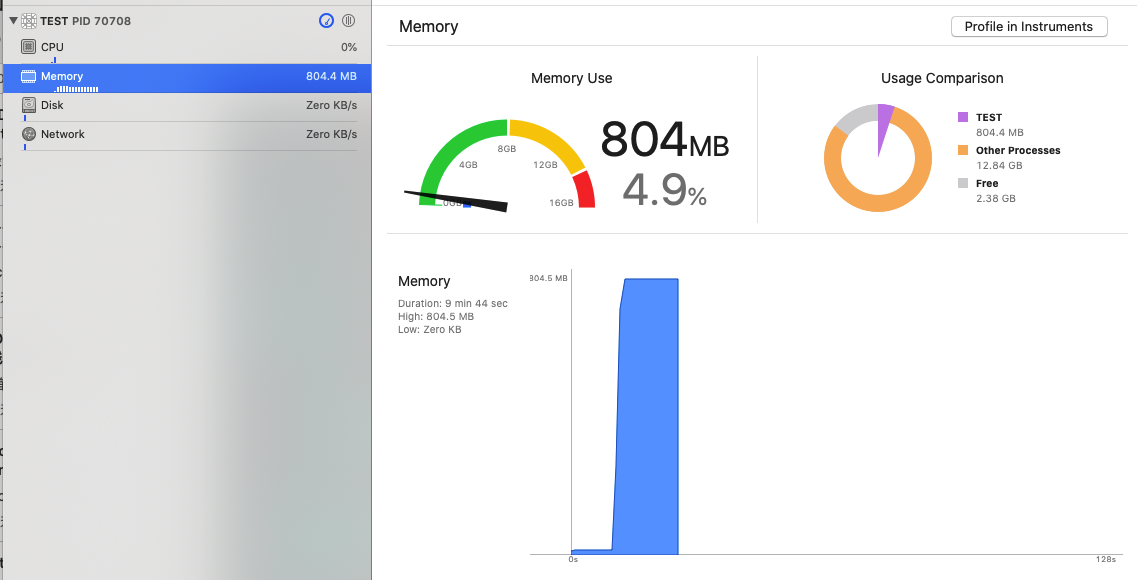 TEST PID 70708
CPU 0%
Memory 804.4 MB
Disk Zero KB/s
Network Zero KB/s
Memory
Profile in Instruments
Memory Use
0GB
4GB
8GB
12GB
16GB
804MB
4.9%
Usage Comparison
TEST
804.4 MB
Other Processes
12.84 GB
Free
2.38 GB
Memory
Duration: 9 min 44 sec
High: 804.5 MB
Low: Zero KB
804.5 MB
0s
128s